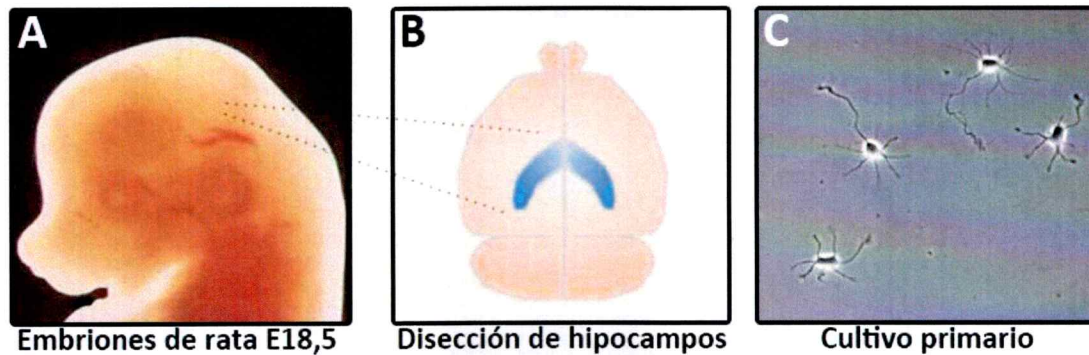 A
B
C
Embriones de rata E18,5
Disección de hipocampos
Cultivo primario